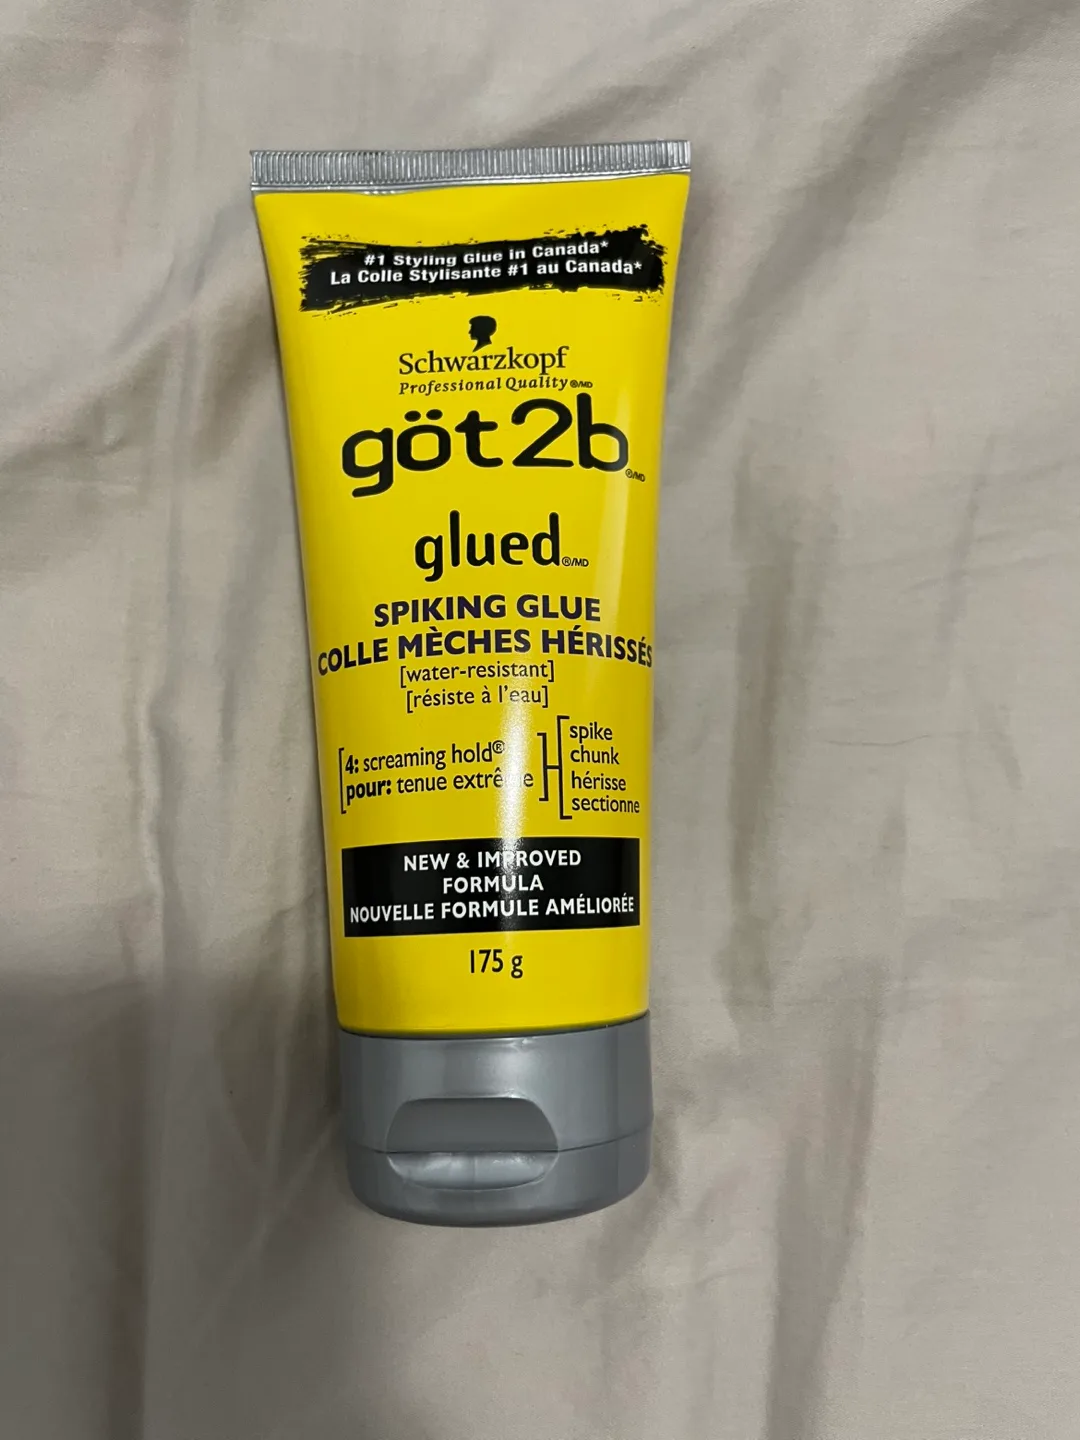 #1 Styling Glue in Canada*
La Colle Stylisante #1 au Canada*
Schwarzkopf
Professional Quality ®/MD
göt2b ®/MD
glued ®/MD
SPIKING GLUE
COLLE MÈCHES HÉRISSÉS
[water-resistant]
[résiste à l'eau]
4: screaming hold®
pour: tenue extrême
spike
chunk
hérisse
sectionne
NEW & IMPROVED
FORMULA
NOUVELLE FORMULE AMÉLIORÉE
175 g